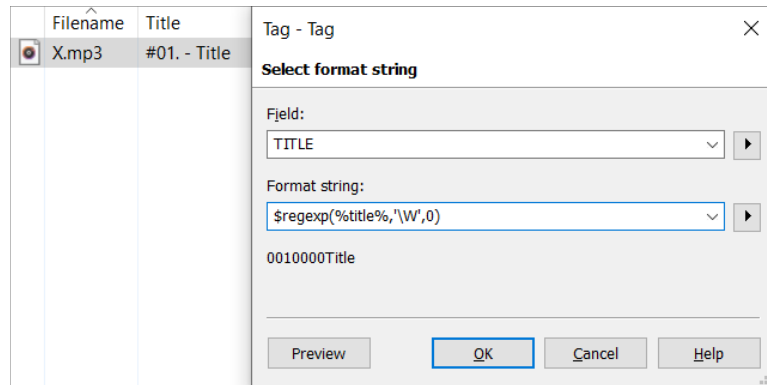 Filename Title
X.mp3 #01. - Title
Tag - Tag
Select format string
Field:
TITLE
Format string:
$regexp(%title%,'\W',0)
0010000Title
Preview OK Cancel Help